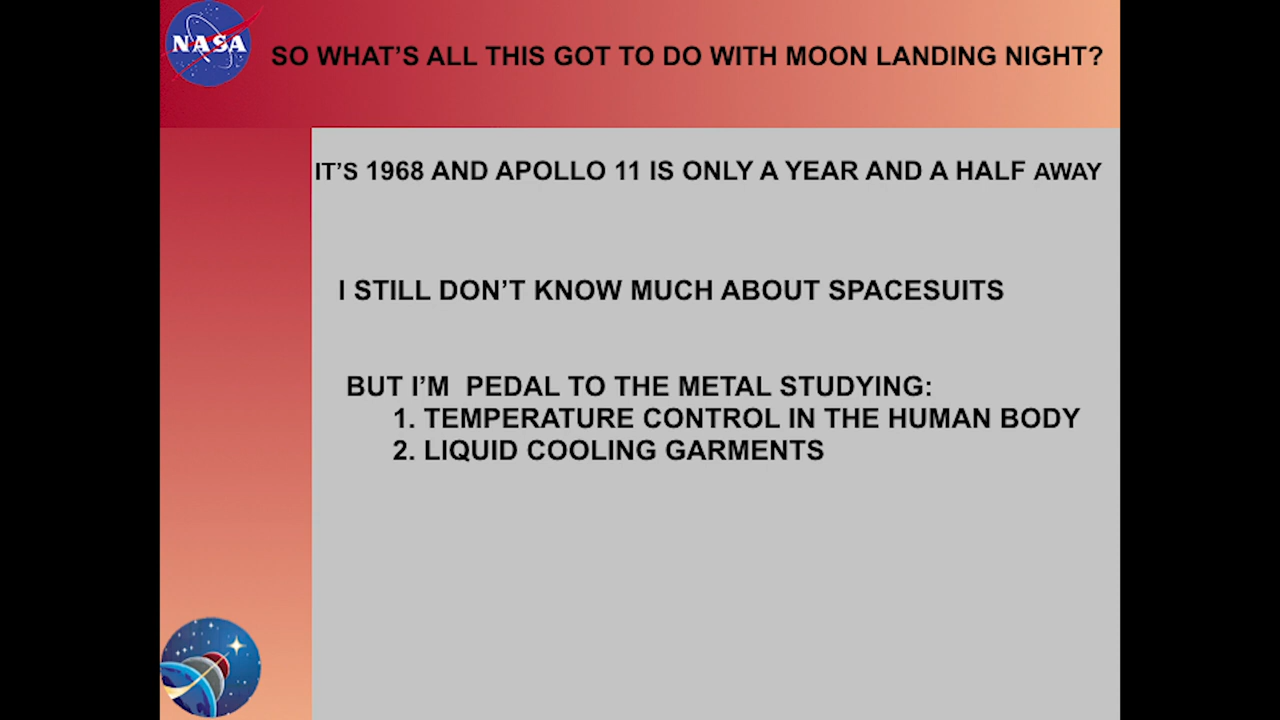 NASA
SO WHAT'S ALL THIS GOT TO DO WITH MOON LANDING NIGHT?
IT'S 1968 AND APOLLO 11 IS ONLY A YEAR AND A HALF AWAY
I STILL DON'T KNOW MUCH ABOUT SPACESUITS
BUT I'M  PEDAL TO THE METAL STUDYING:
1. TEMPERATURE CONTROL IN THE HUMAN BODY
2. LIQUID COOLING GARMENTS